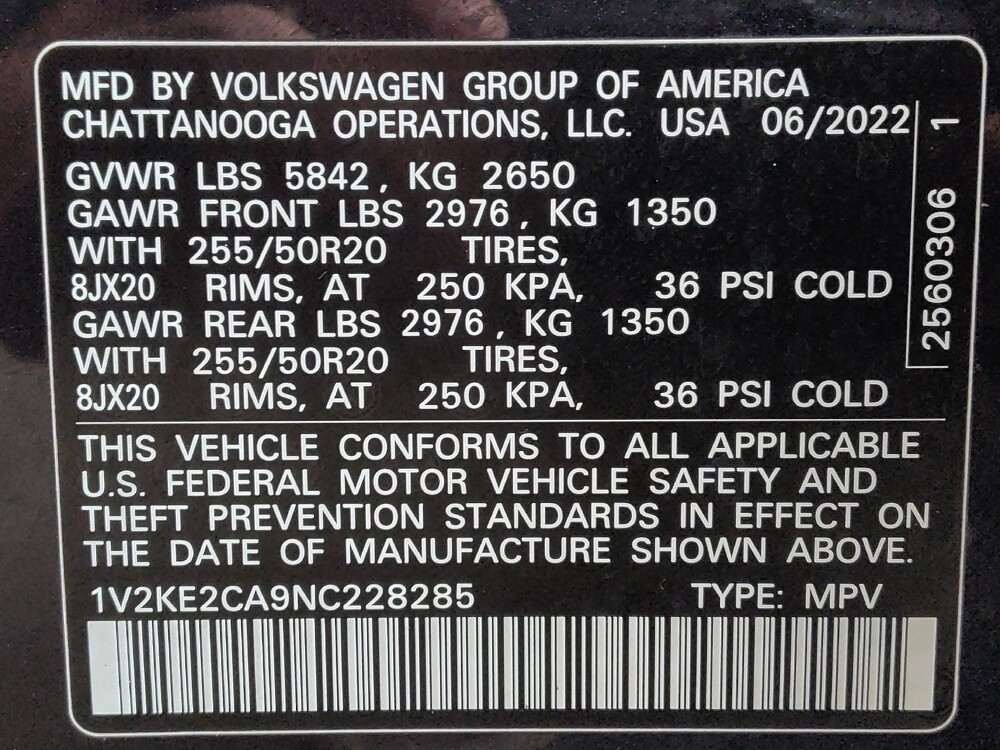 MFD BY VOLKSWAGEN GROUP OF AMERICA
CHATTANOOGA OPERATIONS, LLC. USA 06/2022
GVWR LBS 5842, KG 2650
GAWR FRONT LBS 2976, KG 1350
WITH 255/50R20 TIRES,
8JX20 RIMS, AT 250 KPA, 36 PSI COLD
GAWR REAR LBS 2976, KG 1350
WITH 255/50R20 TIRES,
8JX20 RIMS, AT 250 KPA, 36 PSI COLD
2560306 1
THIS VEHICLE CONFORMS TO ALL APPLICABLE
U.S. FEDERAL MOTOR VEHICLE SAFETY AND
THEFT PREVENTION STANDARDS IN EFFECT ON
THE DATE OF MANUFACTURE SHOWN ABOVE.
1V2KE2CA9NC228285 TYPE: MPV